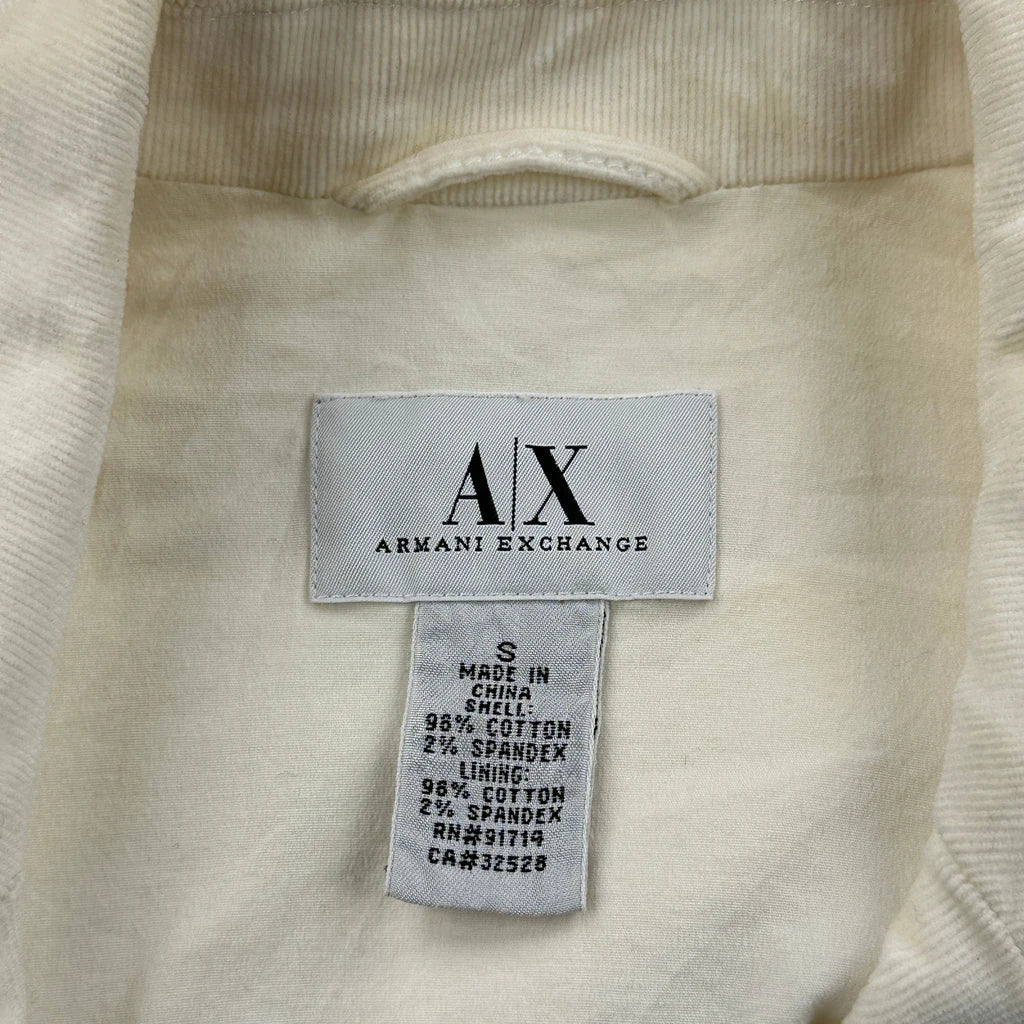 A|X
ARMANI EXCHANGE
S
MADE IN
CHINA
SHELL:
98% COTTON
2% SPANDEX
LINING:
98% COTTON
2% SPANDEX
RN#91719
CA#32528